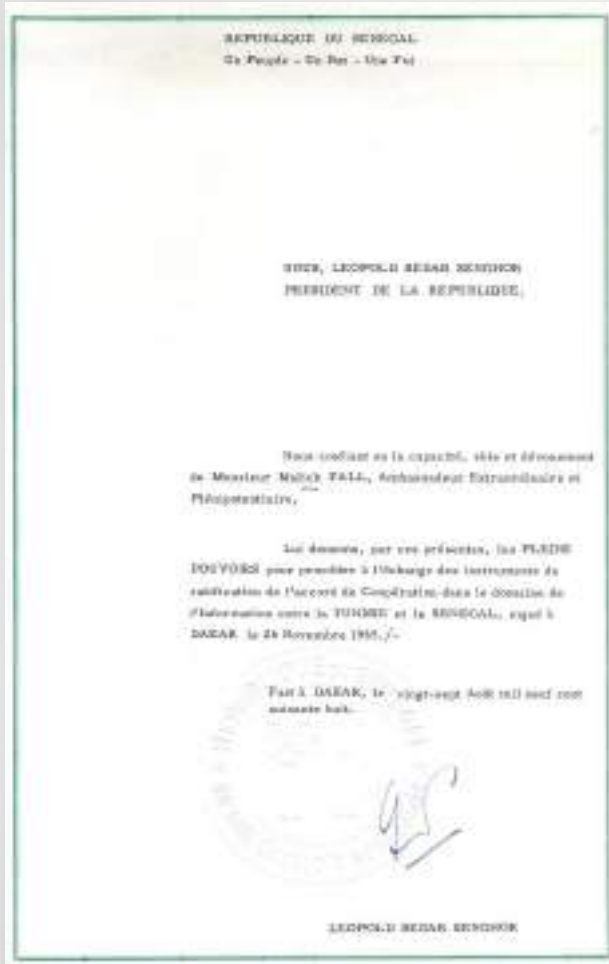 REPUBLIQUE DU SENEGAL
Un Peuple - Un But - Une Foi
NOUS, LEOPOLD SEDAR SENGHOR
PRESIDENT DE LA REPUBLIQUE,
Nous confiant en la capacité, zèle et dévouement
de Monsieur Malick FALL, Ambassadeur Extraordinaire et
Plénipotentiaire,
Lui donnons, par ces présentes, les PLEINS
POUVOIRS pour procéder à l'échange des instruments de
ratification de l'accord de Coopération dans le domaine de
l'Information entre la TUNISIE et le SENEGAL, signé à
DAKAR le 26 Novembre 1965./-
Fait à DAKAR, le vingt-sept Août mil neuf cent
soixante huit.
LEOPOLD SEDAR SENGHOR